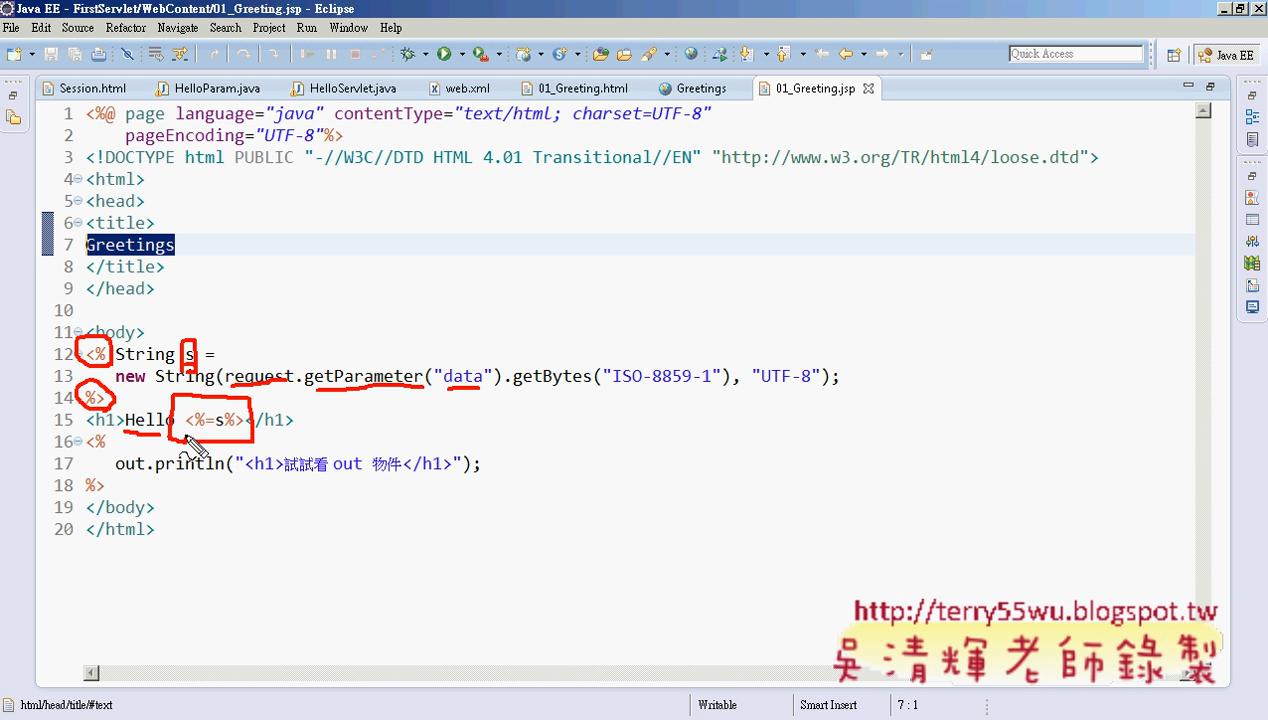 Java EE - FirstServlet/WebContent/01_Greeting.jsp - Eclipse
File Edit Source Refactor Navigate Search Project Run Window Help
Quick Access
Java EE
Session.html HelloParam.java HelloServlet.java web.xml 01_Greeting.html Greetings 01_Greeting.jsp
1 <%@ page language="java" contentType="text/html; charset=UTF-8"
2 pageEncoding="UTF-8"%>
3 <!DOCTYPE html PUBLIC "-//W3C//DTD HTML 4.01 Transitional//EN" "http://www.w3.org/TR/html4/loose.dtd">
4 <html>
5 <head>
6 <title>
7 Greetings
8 </title>
9 </head>
10
11 <body>
12 <% String s =
13 new String(request.getParameter("data").getBytes("ISO-8859-1"), "UTF-8");
14 %>
15 <h1>Hello <%=s%></h1>
16 <%
17 out.println("<h1>試試看 out 物件</h1>");
18 %>
19 </body>
20 </html>
http://terry55wu.blogspot.tw
吳清輝老師錄製
html/head/title/#text
Writable
Smart Insert
7 : 1